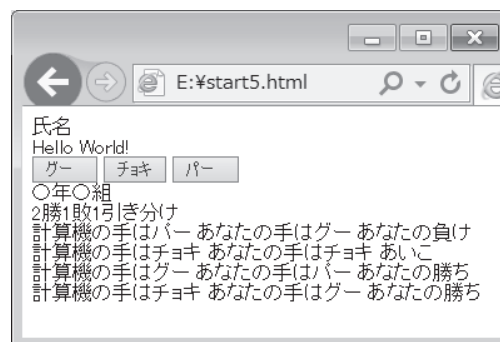 E:¥start5.html
氏名
Hello World!
グー チョキ パー
〇年〇組
2勝1敗1引き分け
計算機の手はパー あなたの手はグー あなたの負け
計算機の手はチョキ あなたの手はチョキ あいこ
計算機の手はグー あなたの手はパー あなたの勝ち
計算機の手はチョキ あなたの手はグー あなたの勝ち